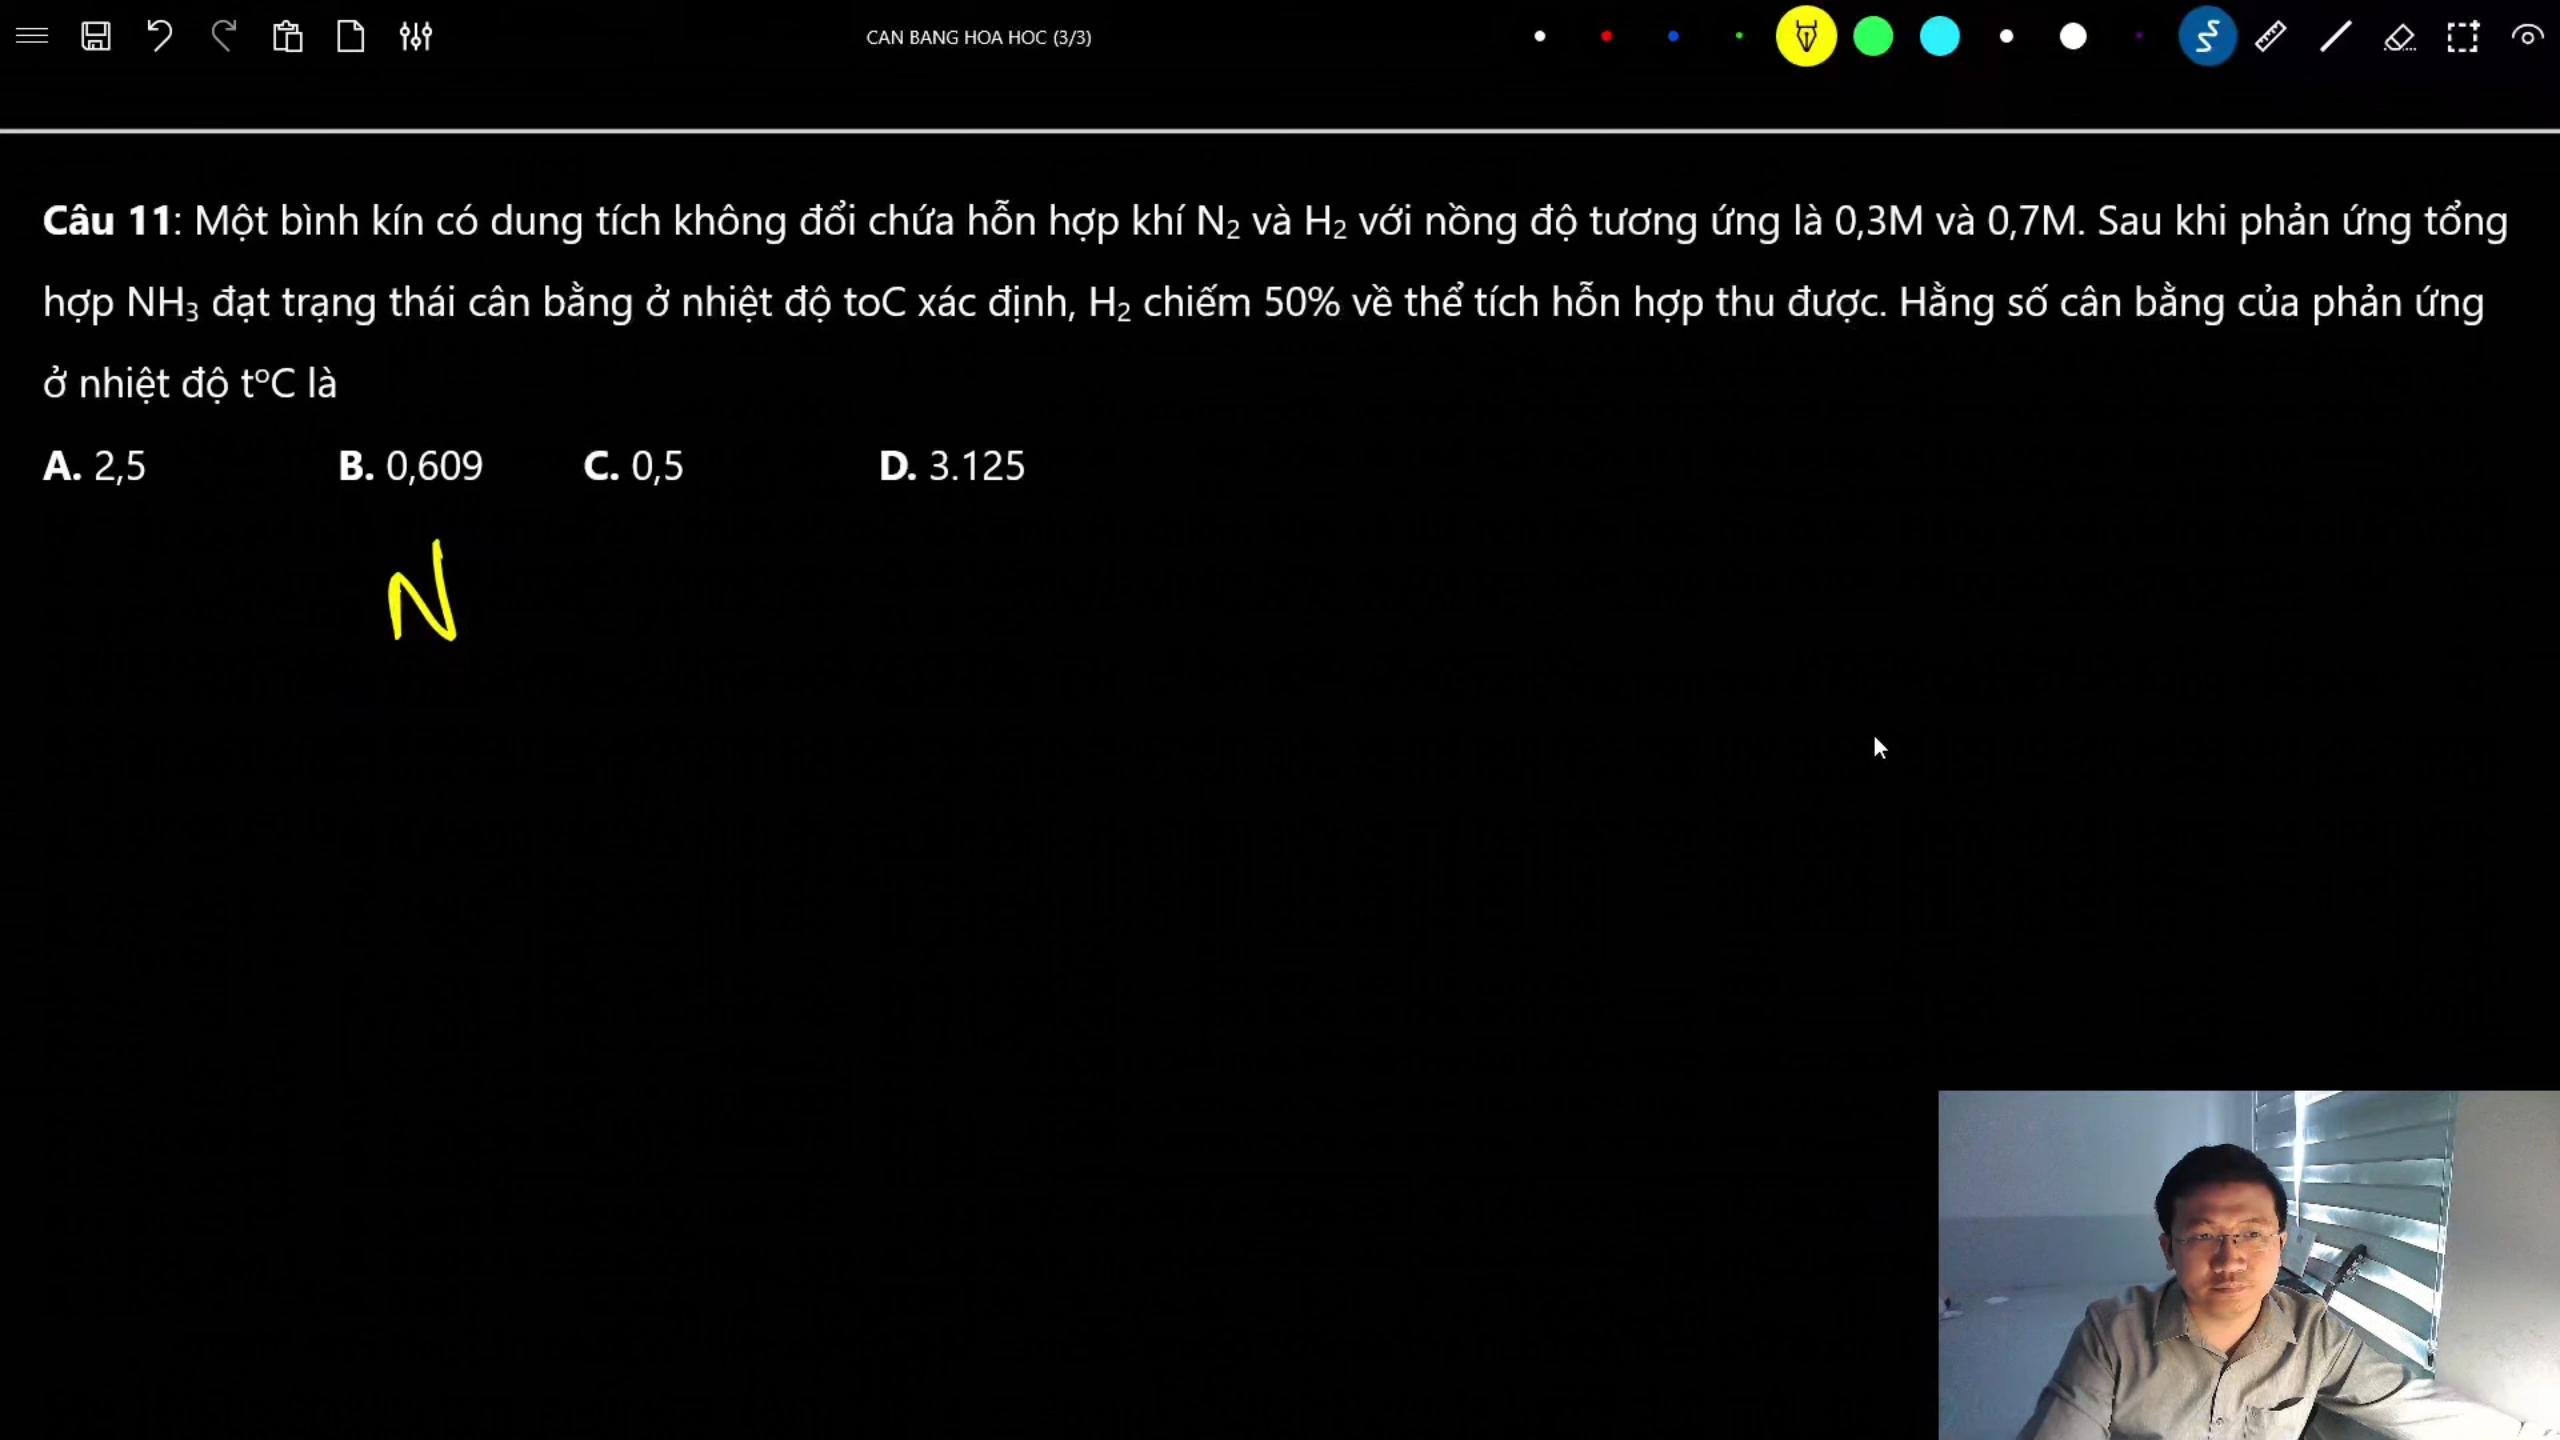 CAN BANG HOA HOC (3/3)
Câu 11: Một bình kín có dung tích không đổi chứa hỗn hợp khí N₂ và H₂ với nồng độ tương ứng là 0,3M và 0,7M. Sau khi phản ứng tổng
hợp NH₃ đạt trạng thái cân bằng ở nhiệt độ toC xác định, H₂ chiếm 50% về thể tích hỗn hợp thu được. Hằng số cân bằng của phản ứng
ở nhiệt độ tºC là
A. 2,5 B. 0,609 C. 0,5 D. 3.125
N